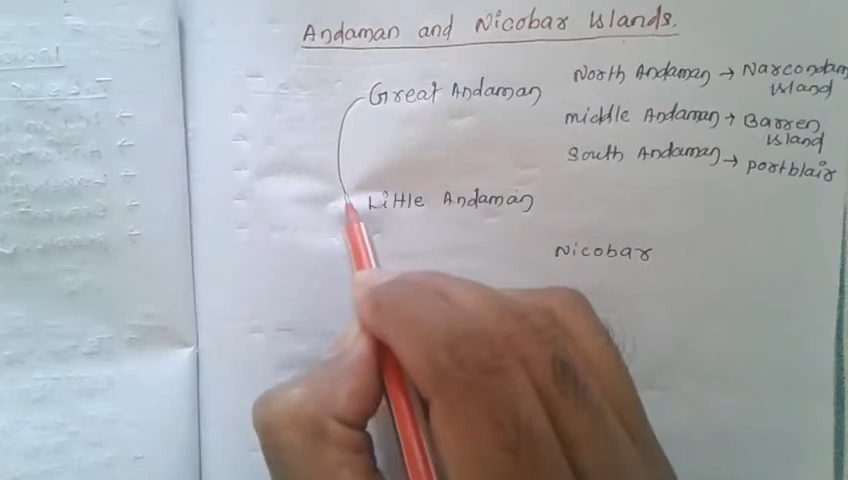 Andaman and Nicobar Islands.
Great Andaman
North Andaman → Narcondam Island
middle Andaman → Barren Island
South Andaman → portblair
Little Andaman
Nicobar